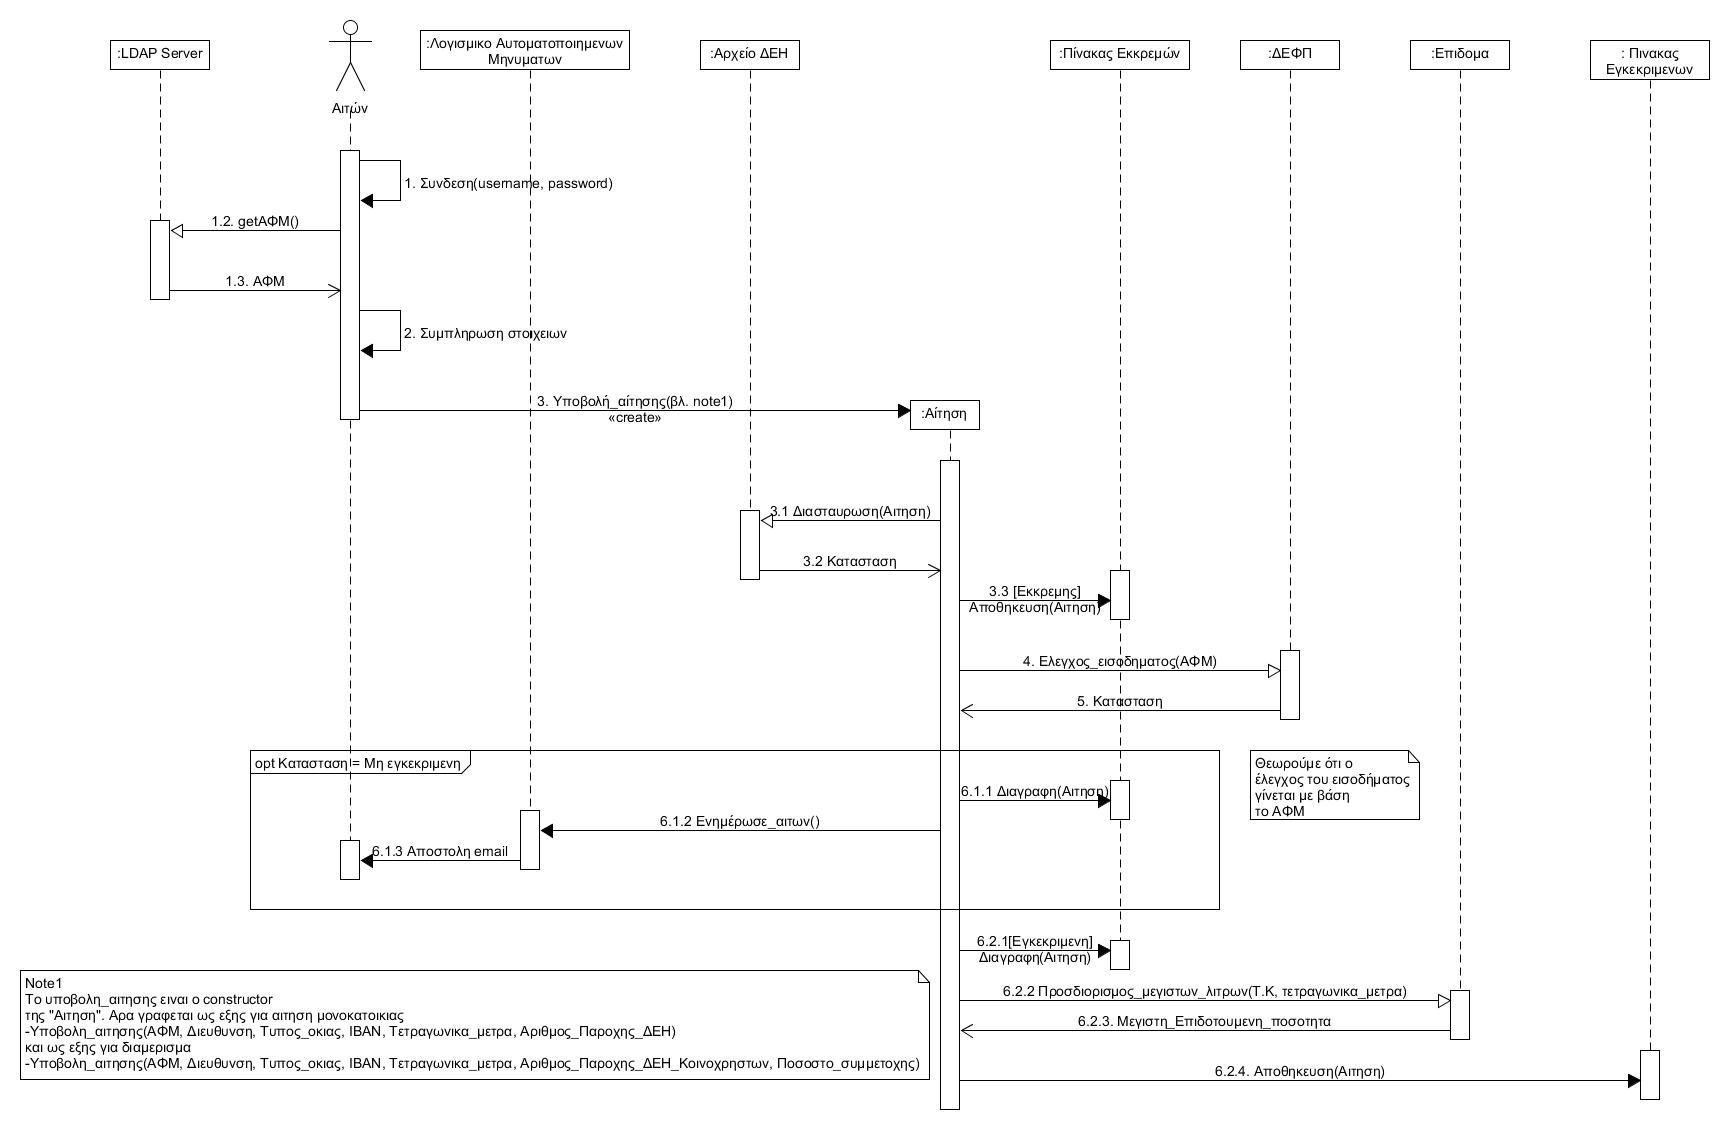 :LDAP Server
Αιτών
:Λογισμικο Αυτοματοποιημενων
Μηνυματων
:Αρχείο ΔΕΗ
:Πίνακας Εκκρεμών
:ΔΕΦΠ
:Επιδομα
: Πινακας
Εγκεκριμενων
1. Συνδεση(username, password)
1.2. getΑΦΜ()
1.3. ΑΦΜ
2. Συμπληρωση στοιχειων
3. Υποβολή_αίτησης(βλ. note1)
«create»
:Αίτηση
3.1 Διασταυρωση(Αιτηση)
3.2 Κατασταση
3.3 [Εκκρεμης]
Αποθηκευση(Αιτηση)
4. Ελεγχος_εισοδηματος(ΑΦΜ)
5. Κατασταση
opt Κατασταση = Μη εγκεκριμενη
Θεωρούμε ότι ο
έλεγχος του εισοδήματος
γίνεται με βάση
το ΑΦΜ
6.1.1 Διαγραφη(Αιτηση)
6.1.2 Ενημέρωσε_αιτων()
6.1.3 Αποστολη email
6.2.1[Εγκεκριμενη]
Διαγραφη(Αιτηση)
6.2.2 Προσδιορισμος_μεγιστων_λιτρων(Τ.Κ, τετραγωνικα_μετρα)
6.2.3. Μεγιστη_Επιδοτουμενη_ποσοτητα
6.2.4. Αποθηκευση(Αιτηση)
Note1
Το υποβολη_αιτησης ειναι ο constructor
της "Αιτηση". Αρα γραφεται ως εξης για αιτηση μονοκατοικιας
-Υποβολη_αιτησης(ΑΦΜ, Διευθυνση, Τυπος_οκιας, IBAN, Τετραγωνικα_μετρα, Αριθμος_Παροχης_ΔΕΗ)
και ως εξης για διαμερισμα
-Υποβολη_αιτησης(ΑΦΜ, Διευθυνση, Τυπος_οκιας, IBAN, Τετραγωνικα_μετρα, Αριθμος_Παροχης_ΔΕΗ_Κοινοχρηστων, Ποσοστο_συμμετοχης)